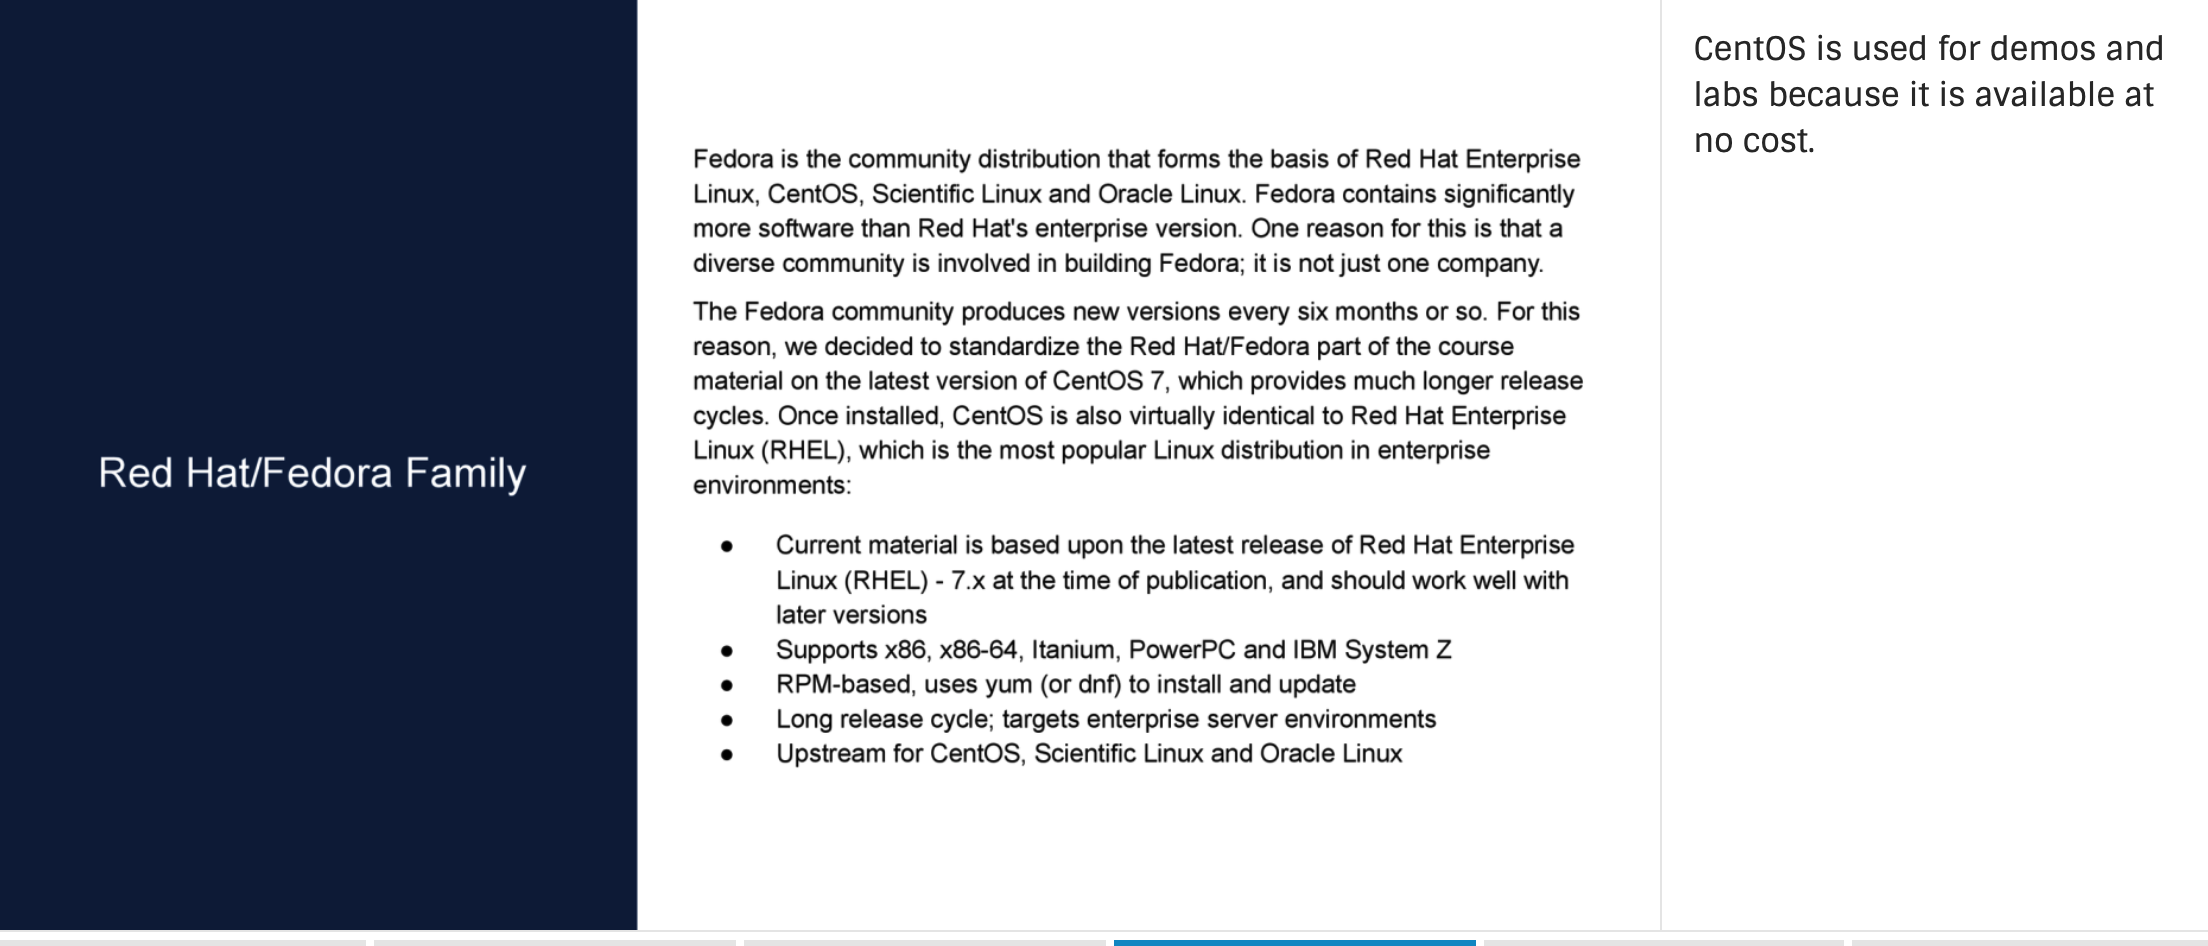 Red Hat/Fedora Family
Fedora is the community distribution that forms the basis of Red Hat Enterprise
Linux, CentOS, Scientific Linux and Oracle Linux. Fedora contains significantly
more software than Red Hat's enterprise version. One reason for this is that a
diverse community is involved in building Fedora; it is not just one company.
The Fedora community produces new versions every six months or so. For this
reason, we decided to standardize the Red Hat/Fedora part of the course
material on the latest version of CentOS 7, which provides much longer release
cycles. Once installed, CentOS is also virtually identical to Red Hat Enterprise
Linux (RHEL), which is the most popular Linux distribution in enterprise
environments:
● Current material is based upon the latest release of Red Hat Enterprise
Linux (RHEL) - 7.x at the time of publication, and should work well with
later versions
● Supports x86, x86-64, Itanium, PowerPC and IBM System Z
● RPM-based, uses yum (or dnf) to install and update
● Long release cycle; targets enterprise server environments
● Upstream for CentOS, Scientific Linux and Oracle Linux
CentOS is used for demos and
labs because it is available at
no cost.